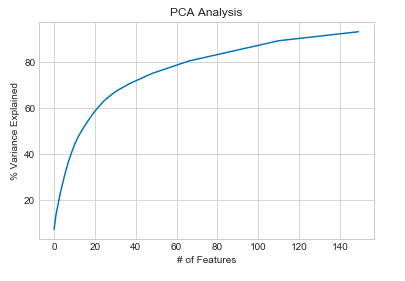 PCA Analysis
% Variance Explained
80
60
40
20
0 20 40 60 80 100 120 140
# of Features